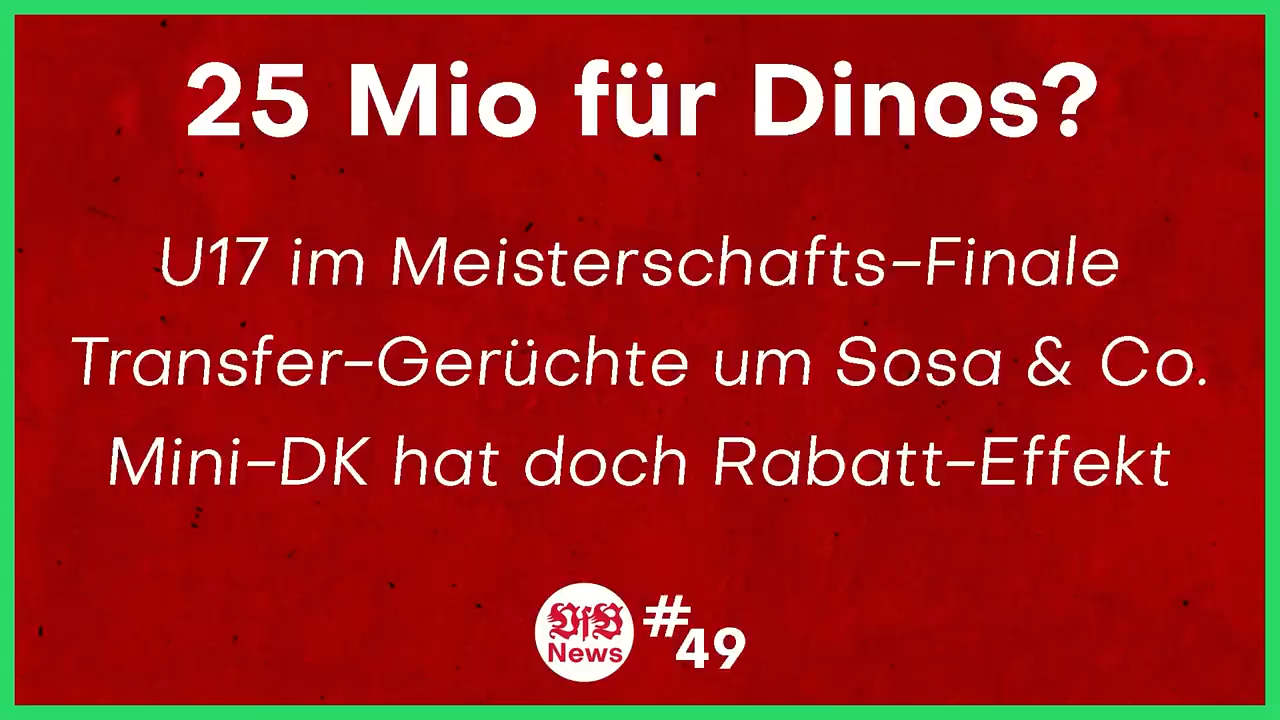 25 Mio für Dinos?
U17 im Meisterschafts-Finale
Transfer-Gerüchte um Sosa & Co.
Mini-DK hat doch Rabatt-Effekt
VfB
News
#49